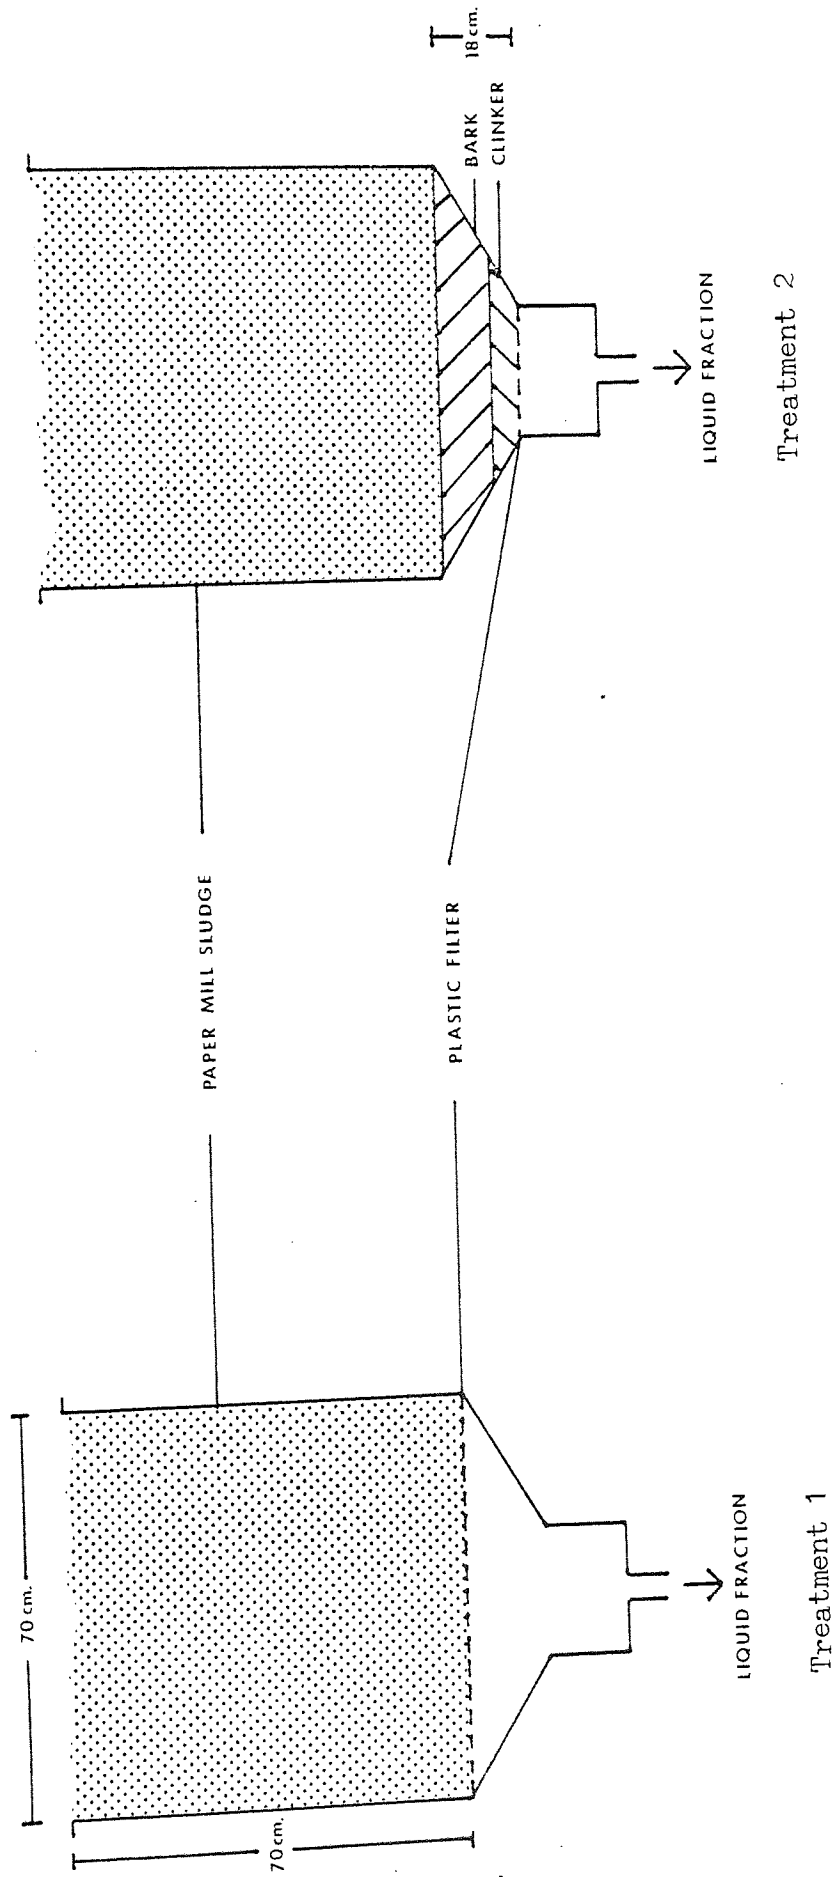 70 cm.
70 cm.
PAPER MILL SLUDGE
PLASTIC FILTER
LIQUID FRACTION
Treatment 1
18 cm.
BARK
CLINKER
LIQUID FRACTION
Treatment 2